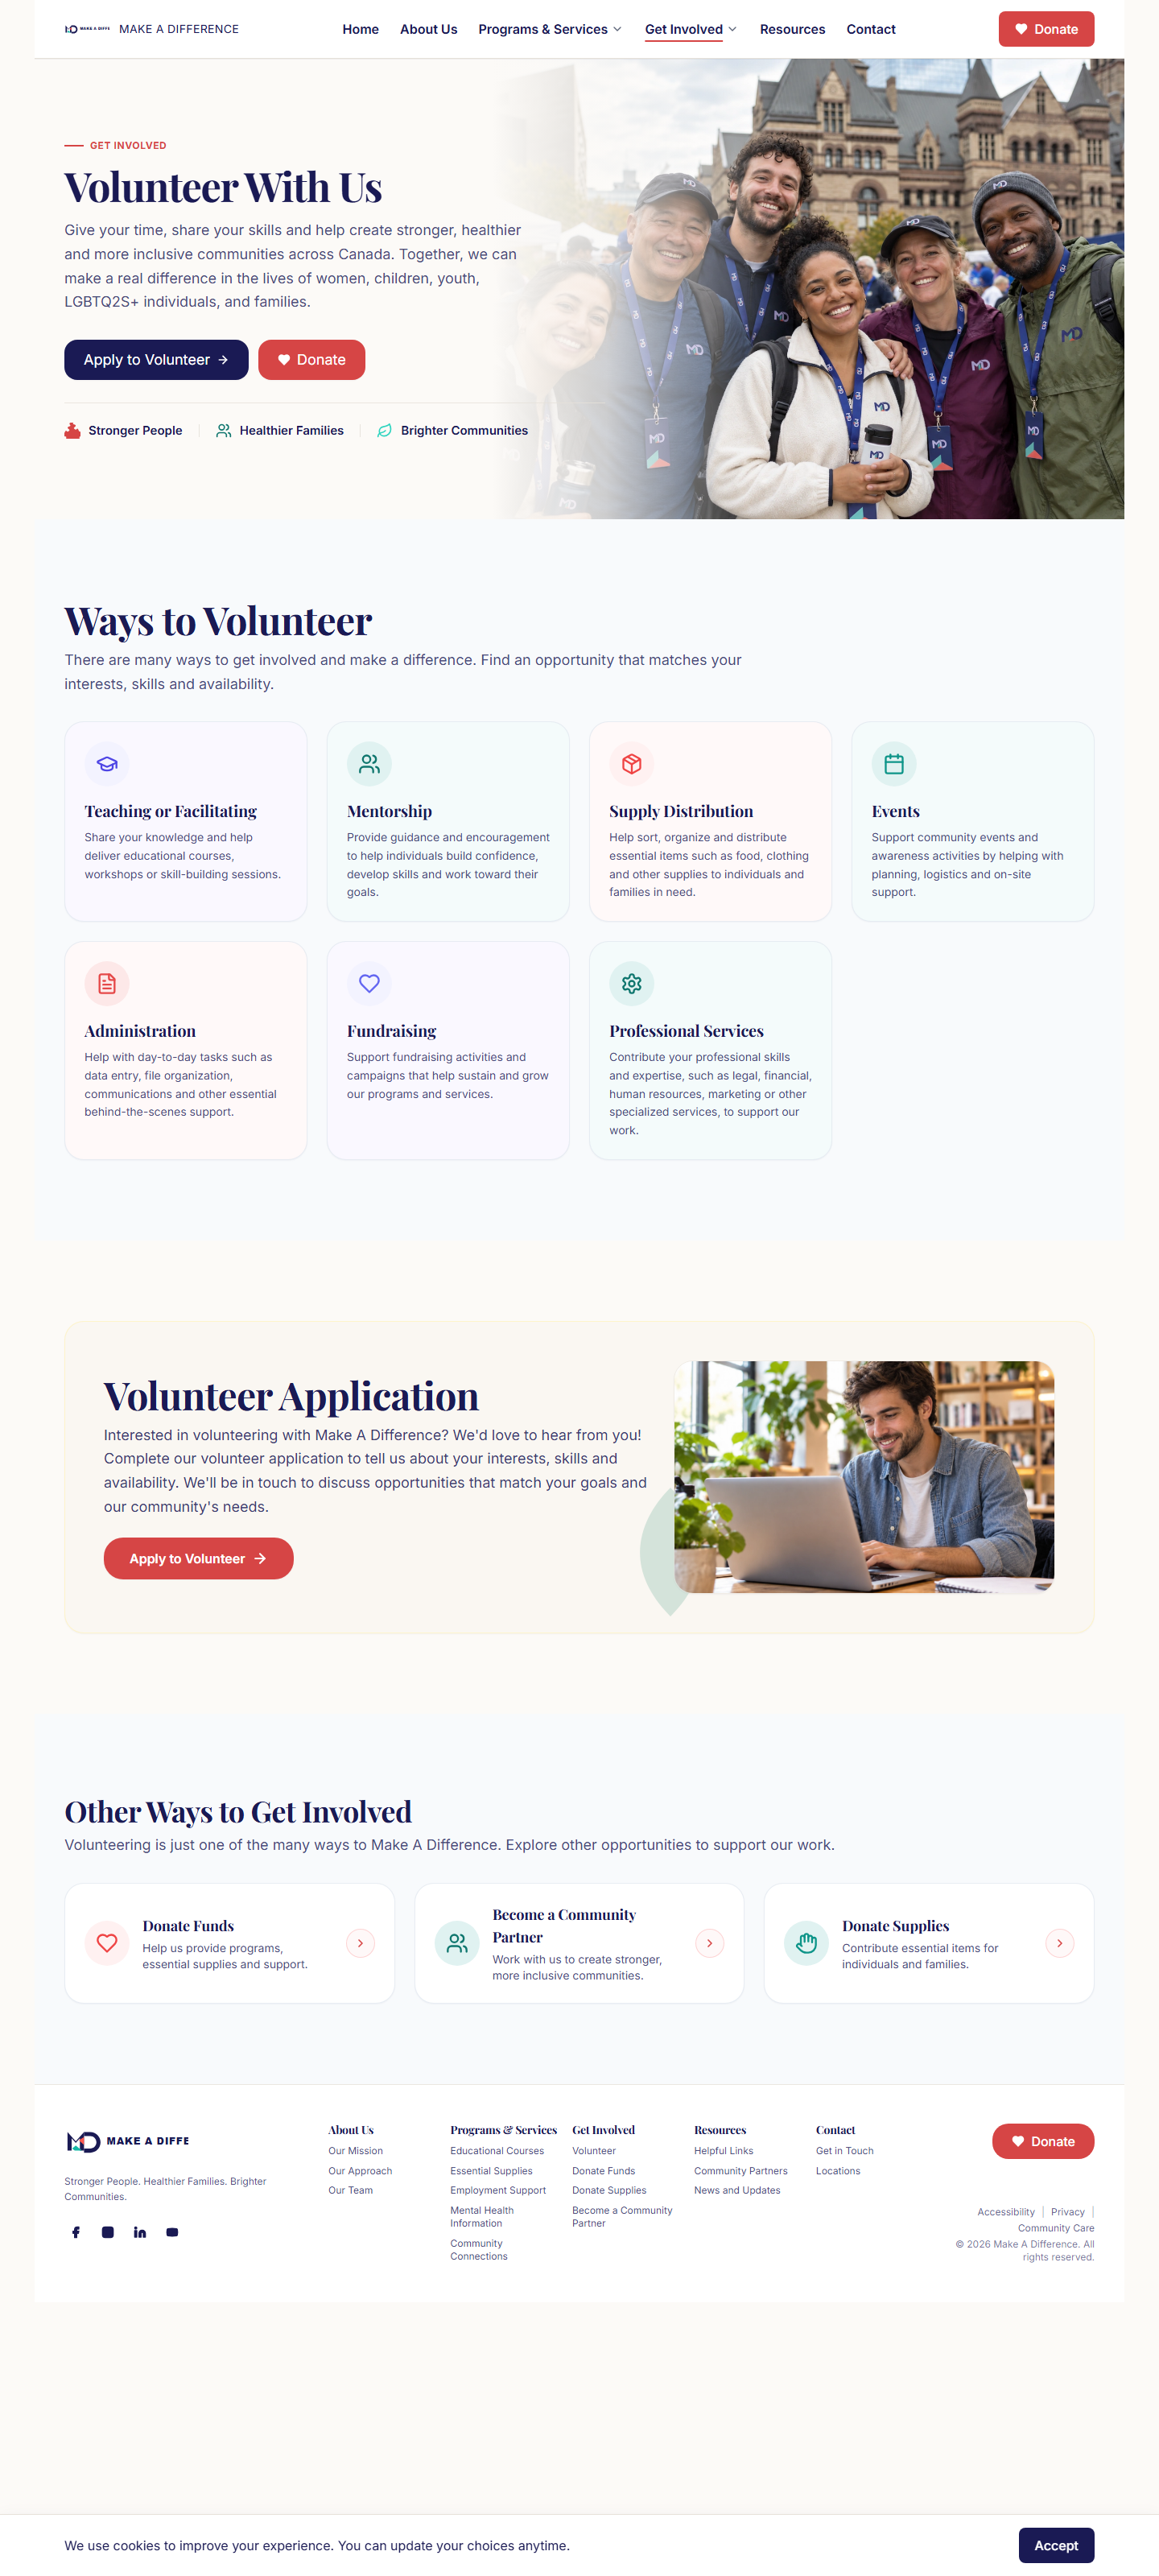 MD MAKE A DIFFE MAKE A DIFFERENCE Home About Us Programs & Services Get Involved Resources Contact Donate
GET INVOLVED
Volunteer With Us
Give your time, share your skills and help create stronger, healthier
and more inclusive communities across Canada. Together, we can
make a real difference in the lives of women, children, youth,
LGBTQ2S+ individuals, and families.
Apply to Volunteer Donate
Stronger People Healthier Families Brighter Communities
MD
MD
MD
MD
MD
MD
MD
MD
MD
MD
MD
MD
Ways to Volunteer
There are many ways to get involved and make a difference. Find an opportunity that matches your
interests, skills and availability.
Teaching or Facilitating
Share your knowledge and help
deliver educational courses,
workshops or skill-building sessions.
Mentorship
Provide guidance and encouragement
to help individuals build confidence,
develop skills and work toward their
goals.
Supply Distribution
Help sort, organize and distribute
essential items such as food, clothing
and other supplies to individuals and
families in need.
Events
Support community events and
awareness activities by helping with
planning, logistics and on-site
support.
Administration
Help with day-to-day tasks such as
data entry, file organization,
communications and other essential
behind-the-scenes support.
Fundraising
Support fundraising activities and
campaigns that help sustain and grow
our programs and services.
Professional Services
Contribute your professional skills
and expertise, such as legal, financial,
human resources, marketing or other
specialized services, to support our
work.
Volunteer Application
Interested in volunteering with Make A Difference? We'd love to hear from you!
Complete our volunteer application to tell us about your interests, skills and
availability. We'll be in touch to discuss opportunities that match your goals and
our community's needs.
Apply to Volunteer
Other Ways to Get Involved
Volunteering is just one of the many ways to Make A Difference. Explore other opportunities to support our work.
Donate Funds
Help us provide programs,
essential supplies and support.
Become a Community
Partner
Work with us to create stronger,
more inclusive communities.
Donate Supplies
Contribute essential items for
individuals and families.
MD MAKE A DIFFE
Stronger People. Healthier Families. Brighter
Communities.
About Us
Our Mission
Our Approach
Our Team
Programs & Services
Educational Courses
Essential Supplies
Employment Support
Mental Health
Information
Community
Connections
Get Involved
Volunteer
Donate Funds
Donate Supplies
Become a Community
Partner
Resources
Helpful Links
Community Partners
News and Updates
Contact
Get in Touch
Locations
Donate
Accessibility | Privacy |
Community Care
© 2026 Make A Difference. All
rights reserved.
We use cookies to improve your experience. You can update your choices anytime. Accept